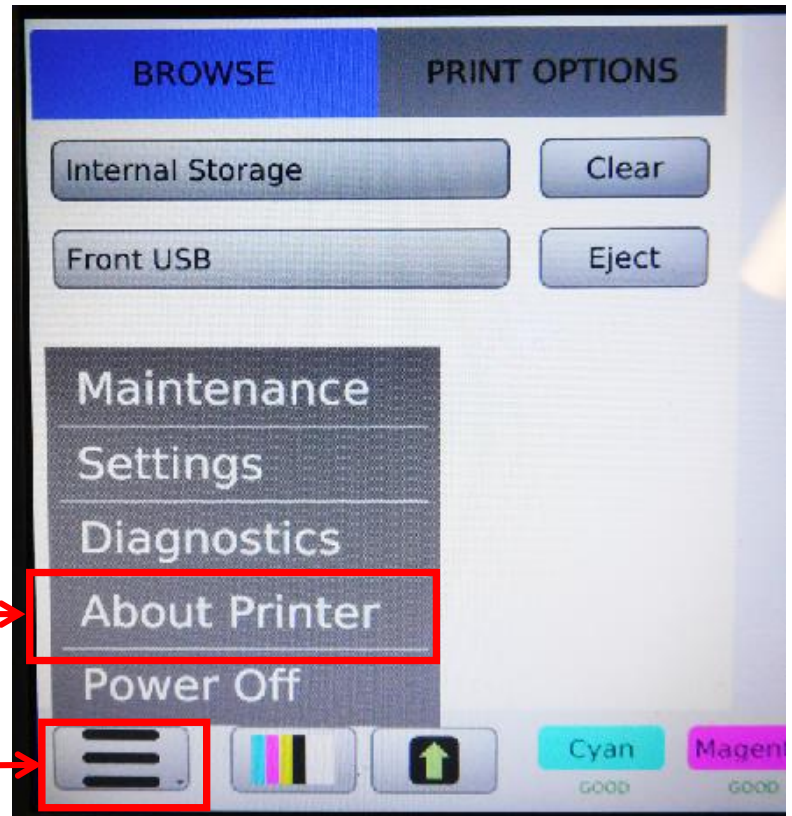 BROWSE PRINT OPTIONS
Internal Storage Clear
Front USB Eject
Maintenance
Settings
Diagnostics
About Printer
Power Off
Cyan Magent
GOOD GOOD